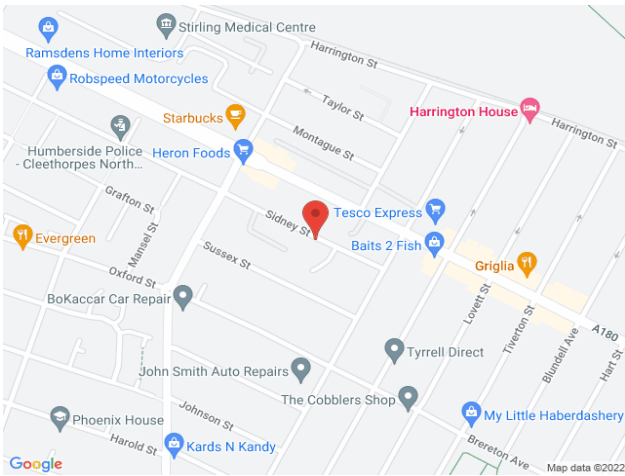 Stirling Medical Centre
Harrington St
Ramsdens Home Interiors
Robspeed Motorcycles
Taylor St
Harrington House
Starbucks
Harrington St
Montague St
Humberside Police
- Cleethorpes North...
Heron Foods
Grafton St
Sidney St
Tesco Express
Evergreen
Mansel St
Baits 2 Fish
Sussex St
Griglia
Oxford St
BoKaccar Car Repair
Lovett St
A180
Tiverton St
Blundell Ave
Hart St
Tyrrell Direct
John Smith Auto Repairs
The Cobblers Shop
Johnson St
My Little Haberdashery
Phoenix House
Harold St
Kards N Kandy
Brereton Ave
Google
Map data ©2022